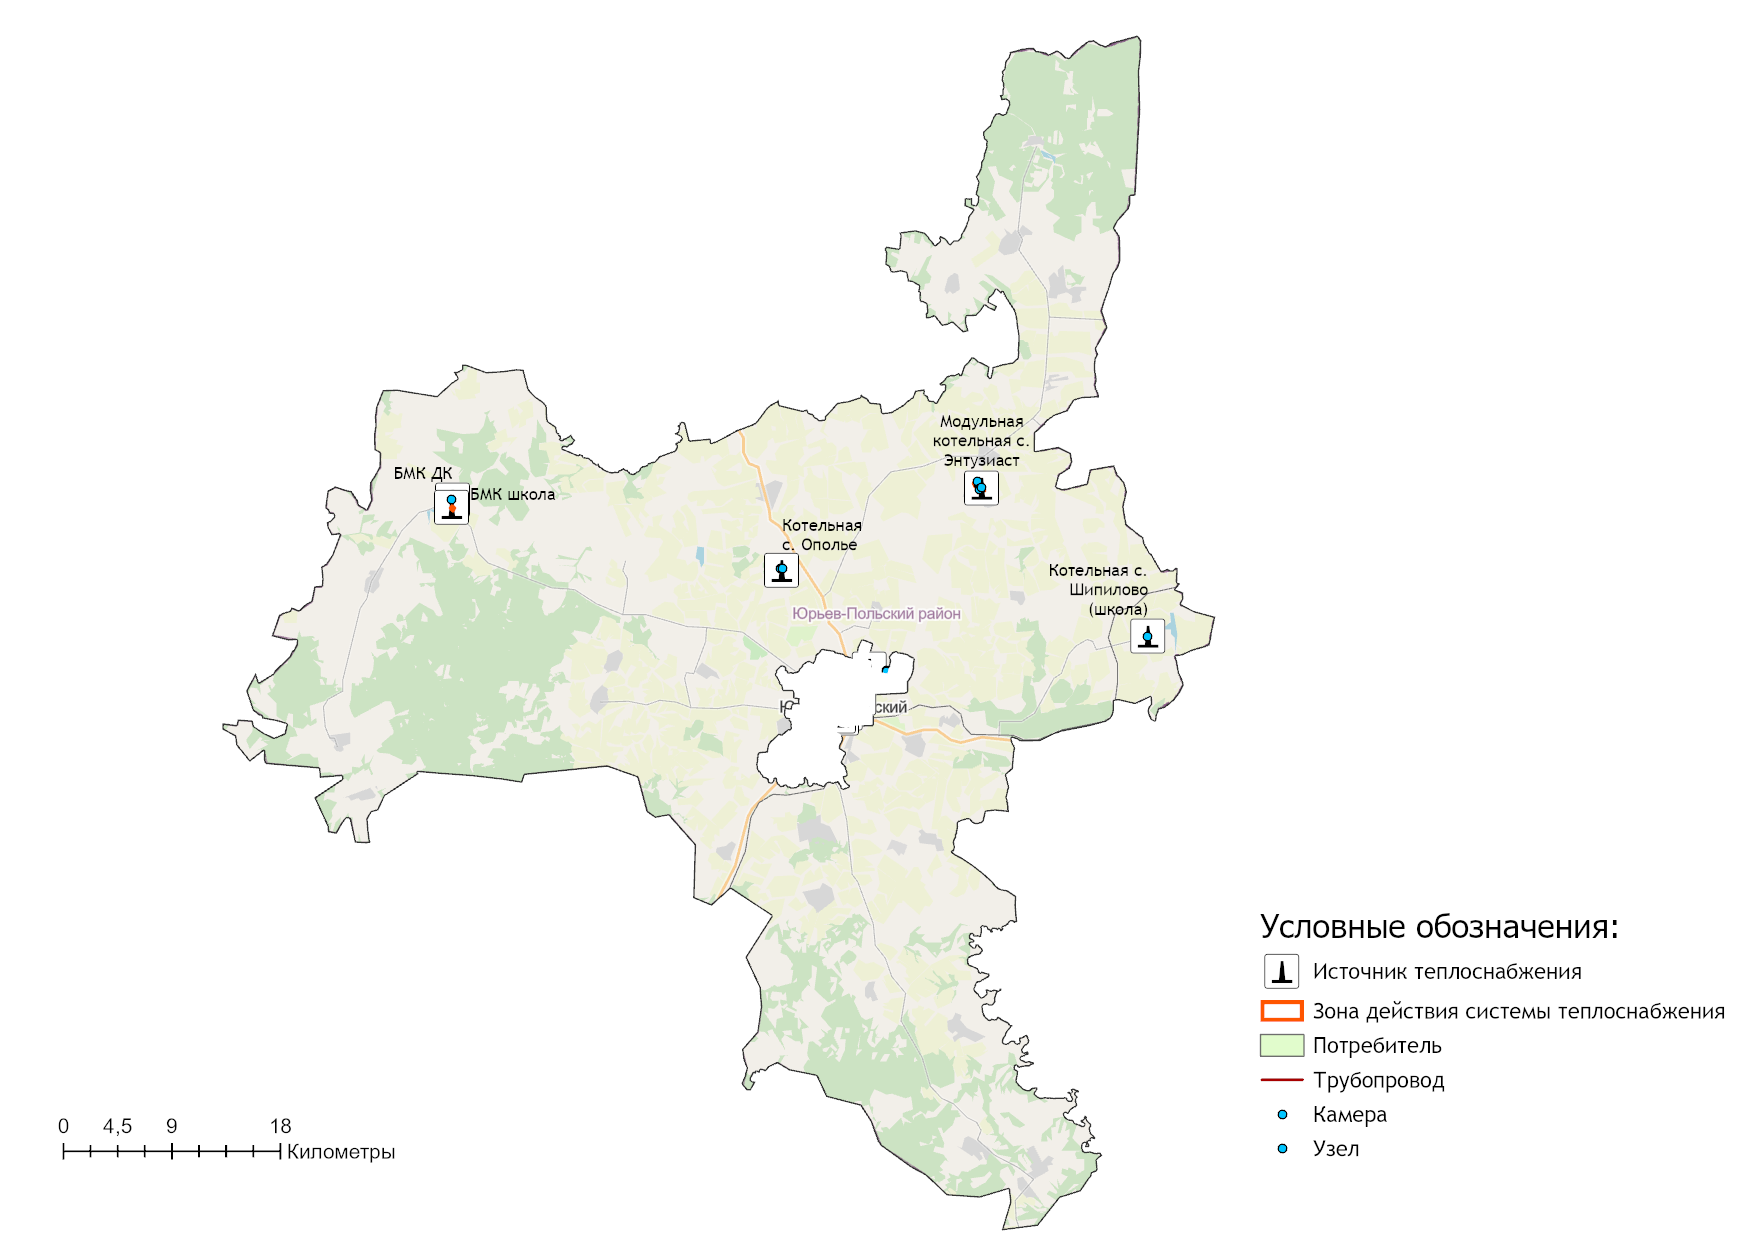 Модульная
котельная с.
Энтузиаст
БМК ДК
БМК школа
Котельная
с. Ополье
Котельная с.
Шипилово
(школа)
Юрьев-Польский район
ский
Условные обозначения:
Источник теплоснабжения
Зона действия системы теплоснабжения
Потребитель
Трубопровод
Камера
Узел
0 4,5 9 18
Километры